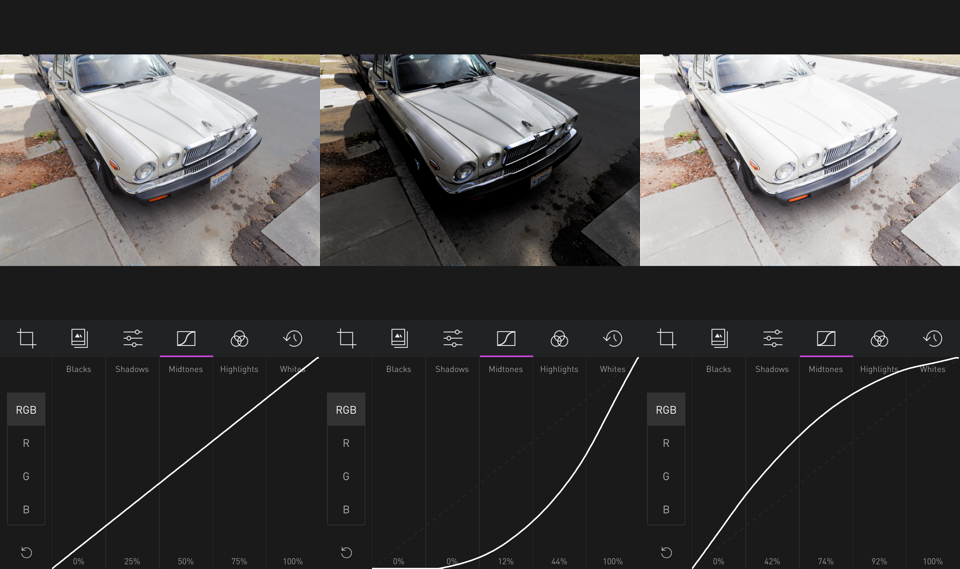 Blacks Shadows Midtones Highlights Whites
RGB
R
G
B
0% 25% 50% 75% 100%
Blacks Shadows Midtones Highlights Whites
RGB
R
G
B
0% 0% 12% 44% 100%
Blacks Shadows Midtones Highlights Whites
RGB
R
G
B
0% 42% 74% 92% 100%